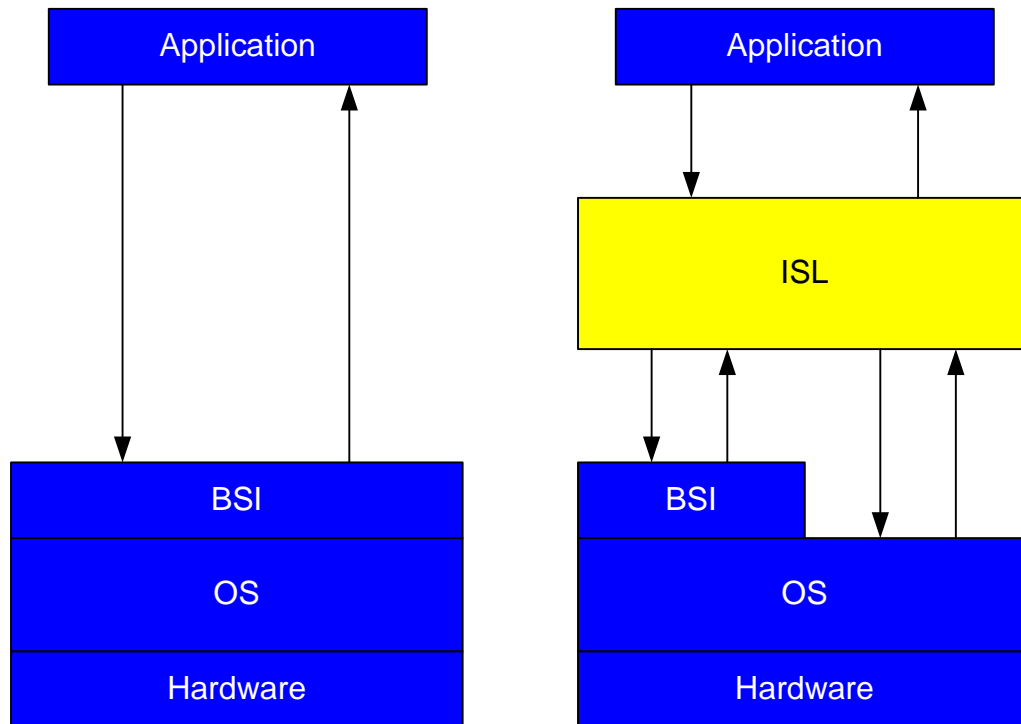 Application
BSI
OS
Hardware
Application
ISL
BSI
OS
Hardware